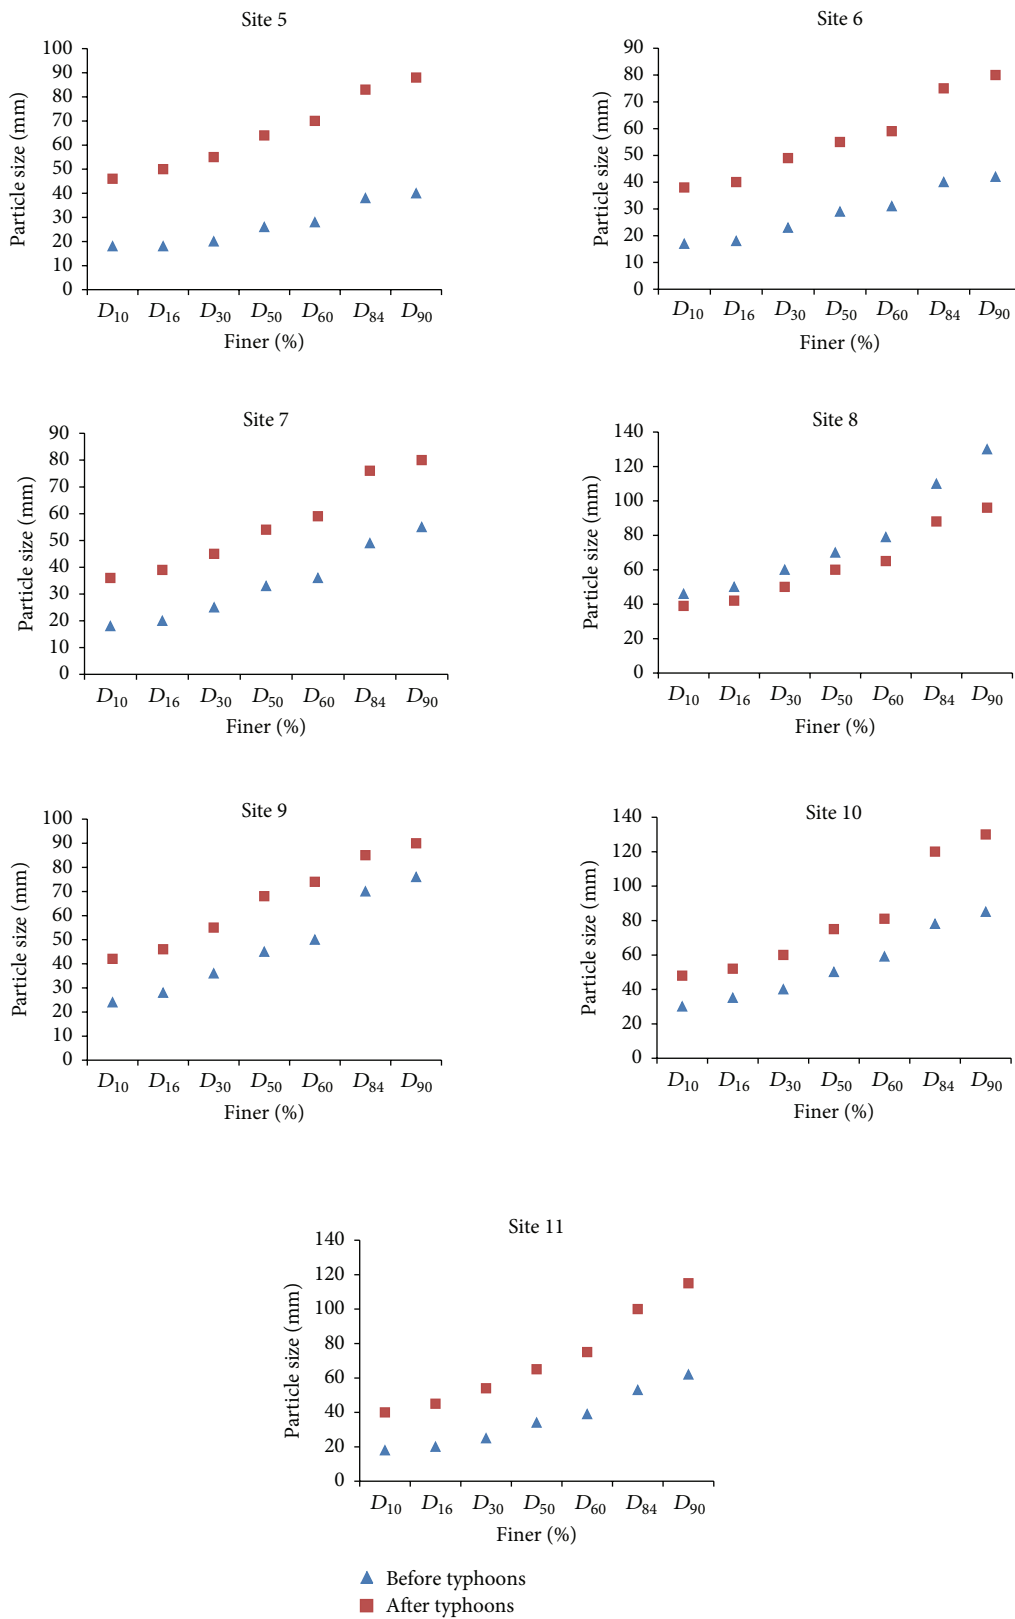 Site 5
100
90
80
70
60
50
40
30
20
10
0
Particle size (mm)
D10 D16 D30 D50 D60 D84 D90
Finer (%)
Site 6
90
80
70
60
50
40
30
20
10
0
Particle size (mm)
D10 D16 D30 D50 D60 D84 D90
Finer (%)
Site 7
90
80
70
60
50
40
30
20
10
0
Particle size (mm)
D10 D16 D30 D50 D60 D84 D90
Finer (%)
Site 8
140
120
100
80
60
40
20
0
Particle size (mm)
D10 D16 D30 D50 D60 D84 D90
Finer (%)
Site 9
100
90
80
70
60
50
40
30
20
10
0
Particle size (mm)
D10 D16 D30 D50 D60 D84 D90
Finer (%)
Site 10
140
120
100
80
60
40
20
0
Particle size (mm)
D10 D16 D30 D50 D60 D84 D90
Finer (%)
Site 11
140
120
100
80
60
40
20
0
Particle size (mm)
D10 D16 D30 D50 D60 D84 D90
Finer (%)
Before typhoons
After typhoons